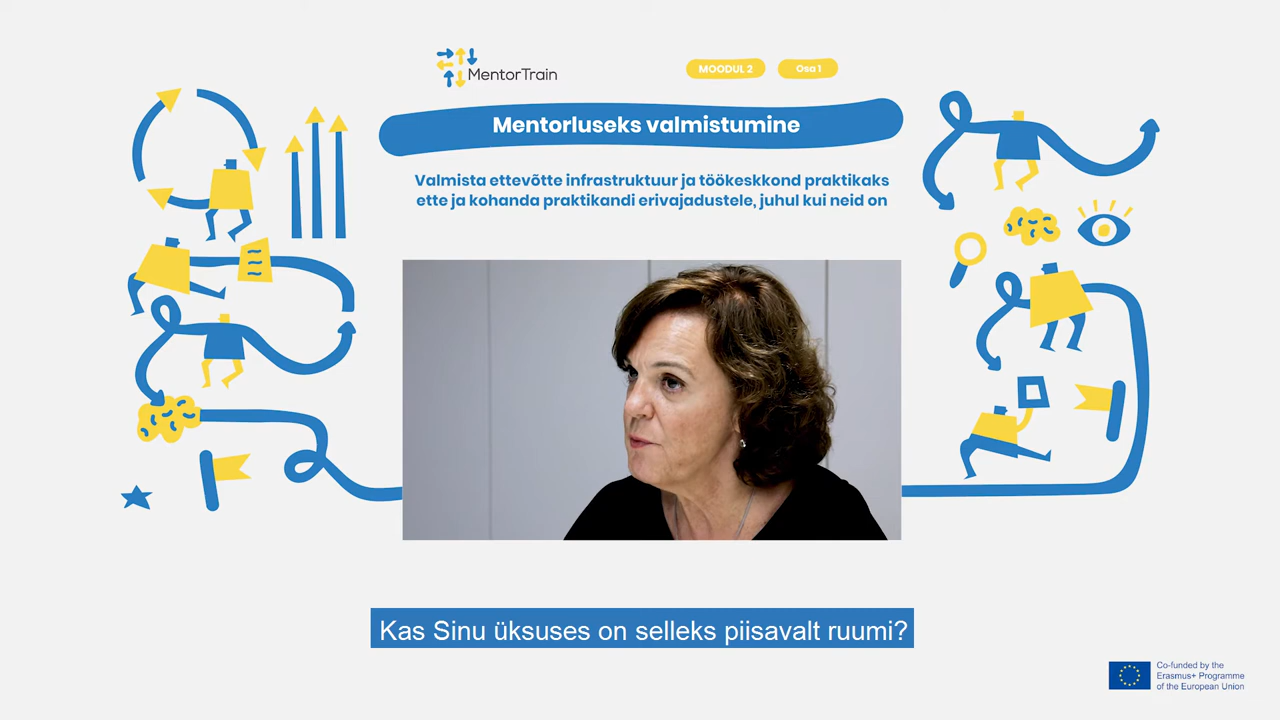 MentorTrain
MOODUL 2
Osa 1
Mentorluseks valmistumine
Valmista ettevõtte infrastruktuur ja töökeskkond praktikaks
ette ja kohanda praktikandi erivajadustele, juhul kui neid on
Kas Sinu üksuses on selleks piisavalt ruumi?
Co-funded by the
Erasmus+ Programme
of the European Union